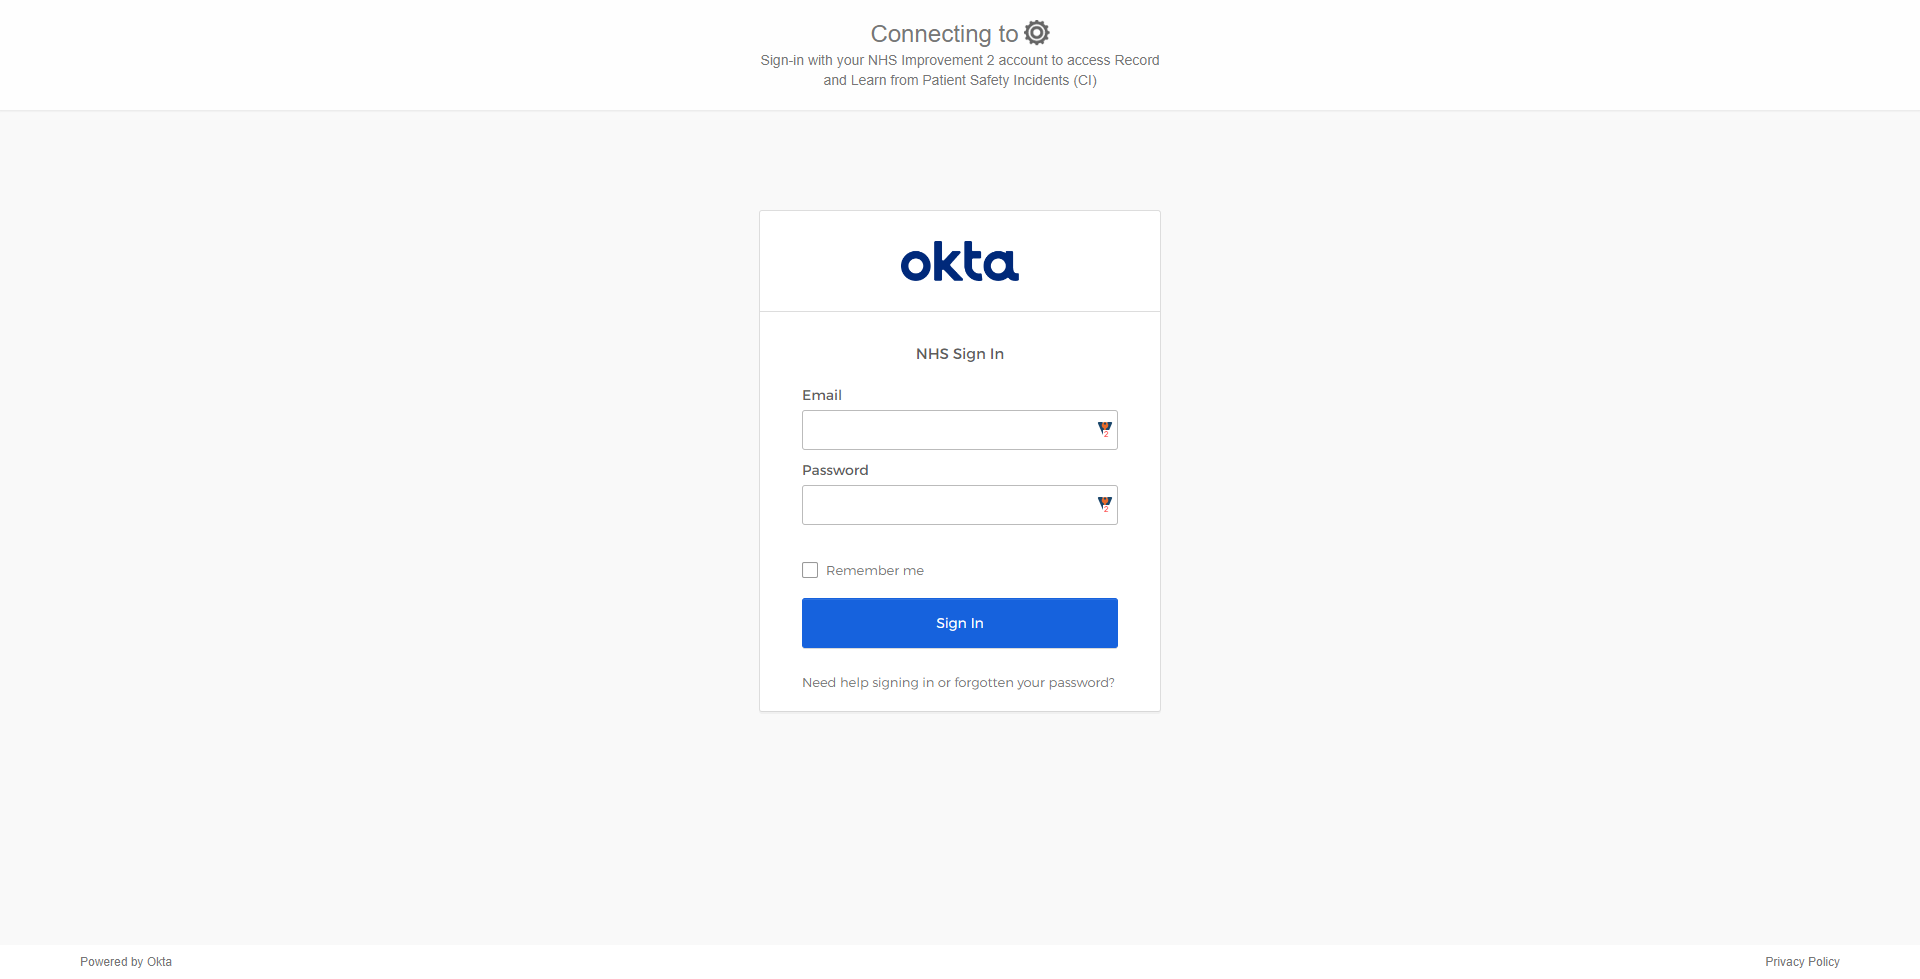 Connecting to
Sign-in with your NHS Improvement 2 account to access Record
and Learn from Patient Safety Incidents (CI)
okta
NHS Sign In
Email
2
Password
2
Remember me
Sign In
Need help signing in or forgotten your password?
Powered by Okta
Privacy Policy